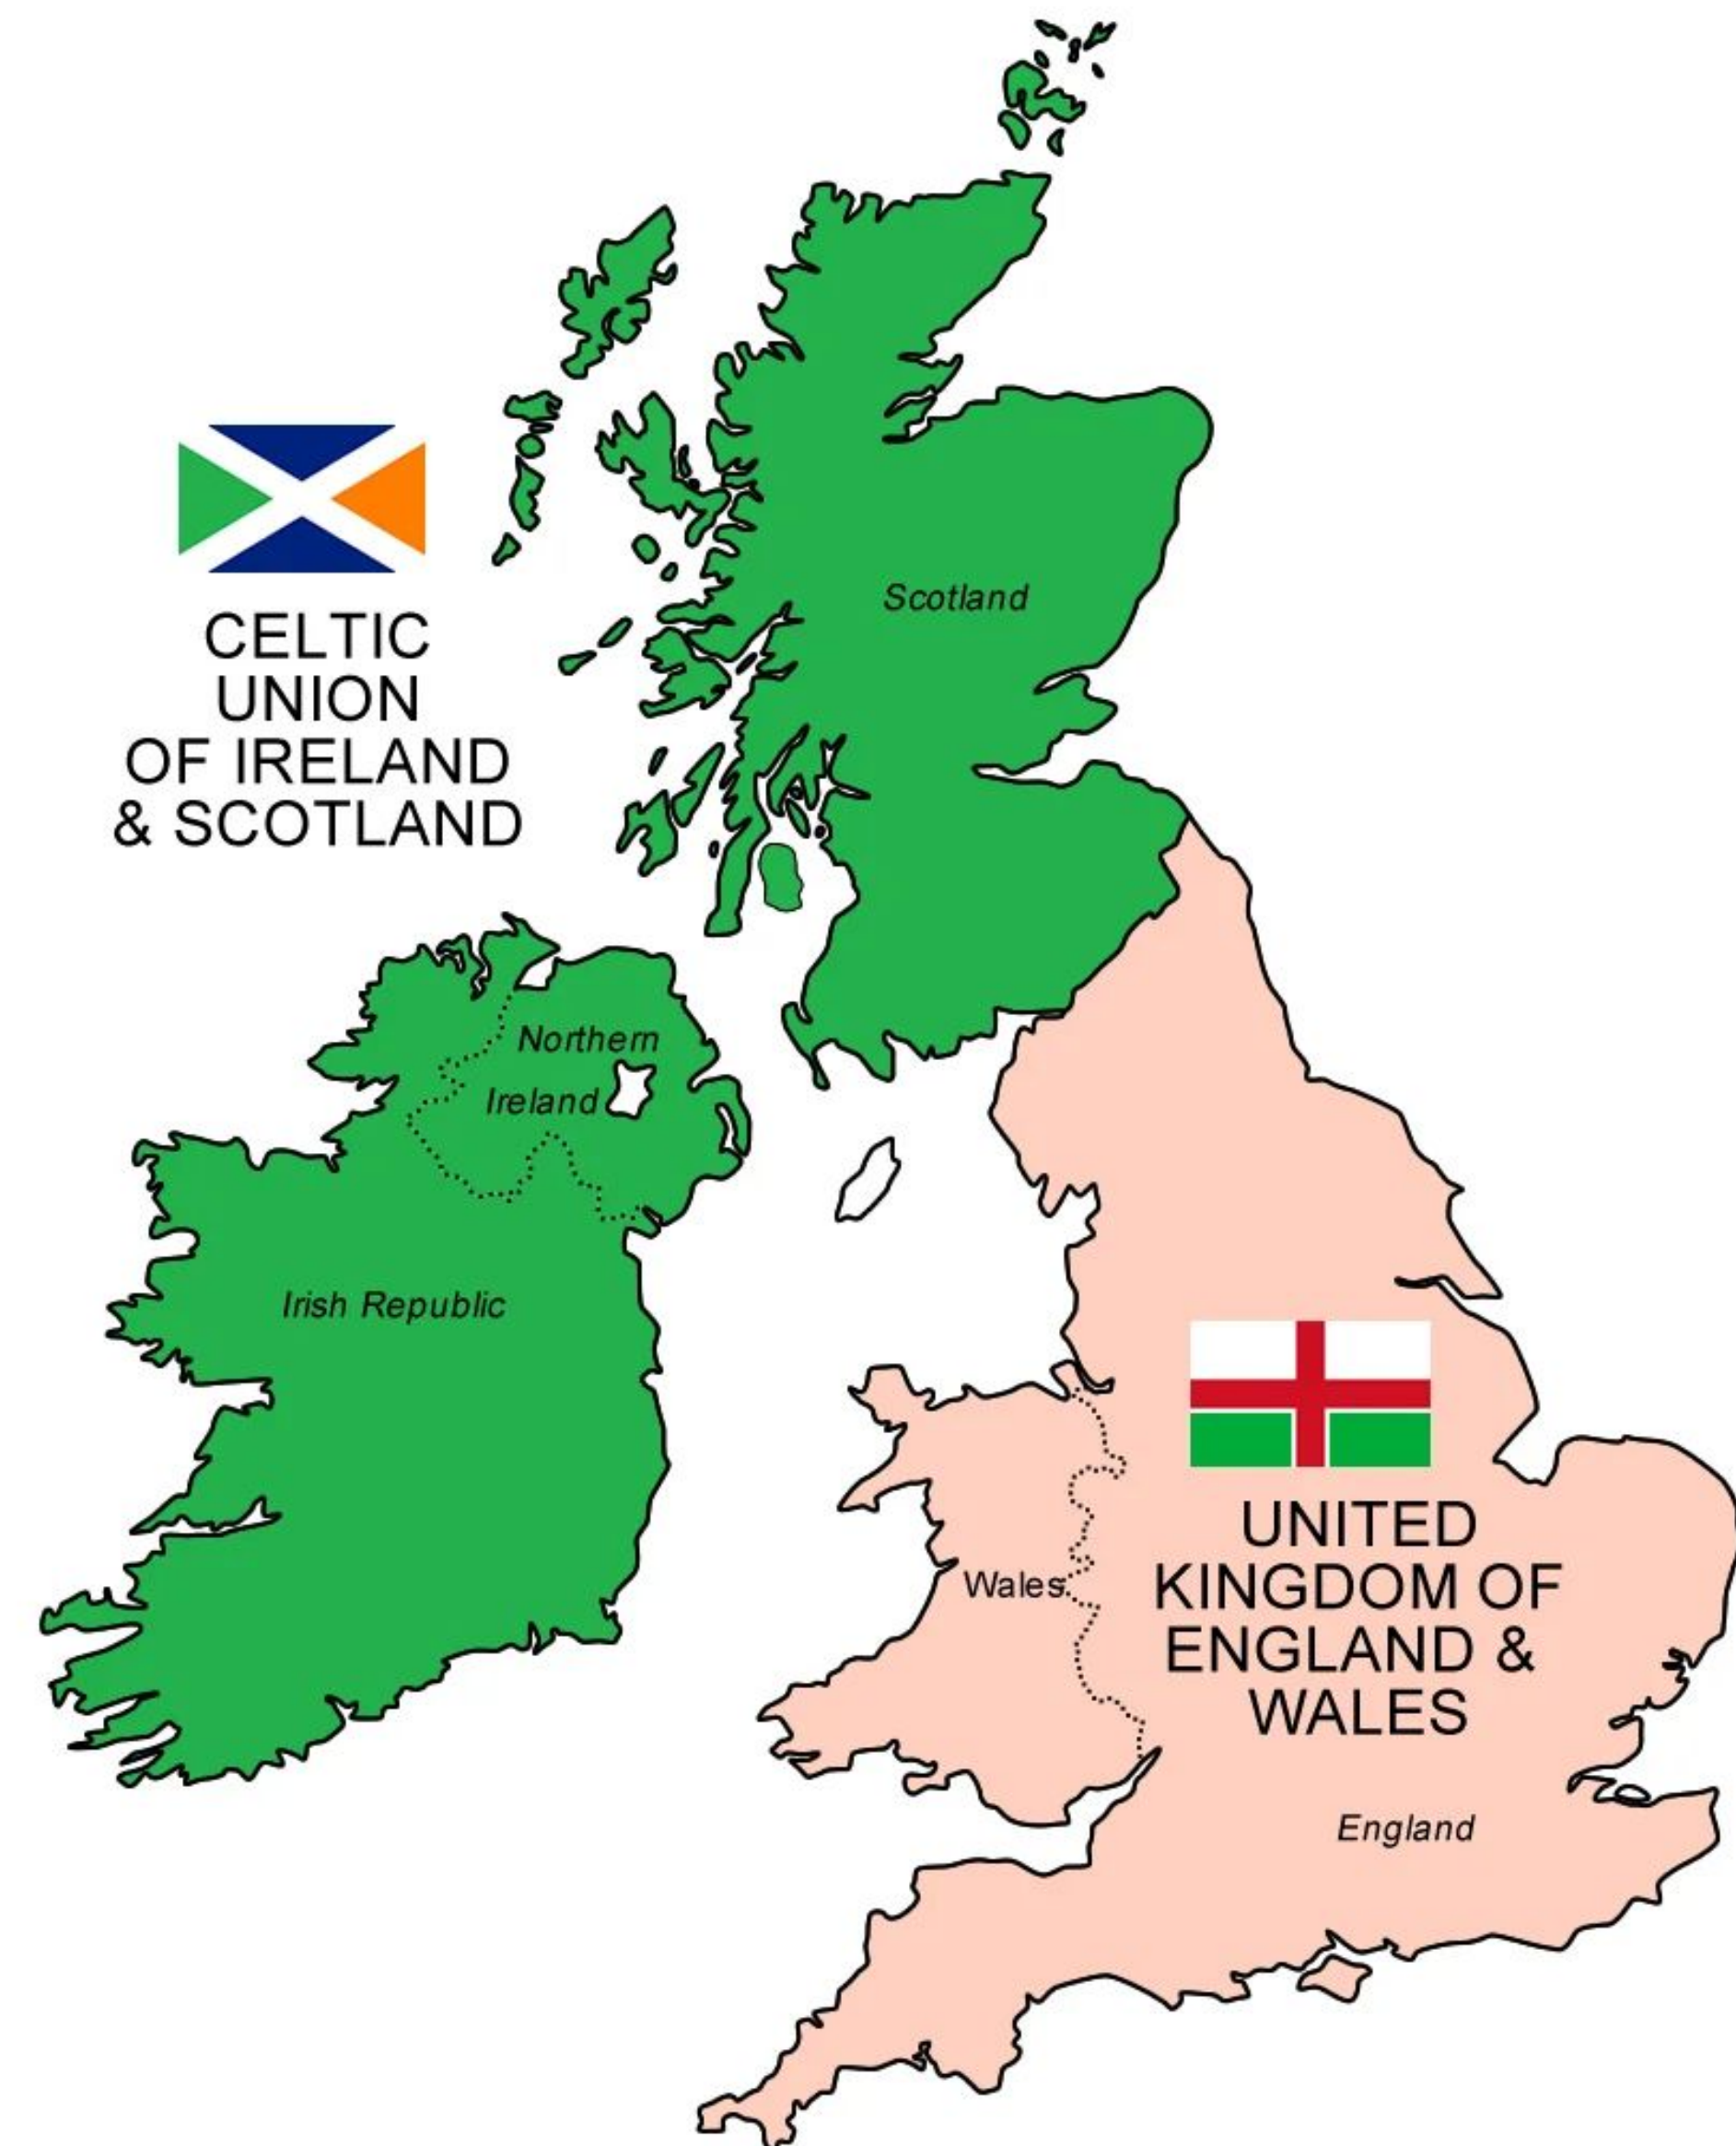 Scotland
CELTIC
UNION
OF IRELAND
& SCOTLAND
Northern
Ireland
Irish Republic
UNITED
KINGDOM OF
ENGLAND &
WALES
Wales
England